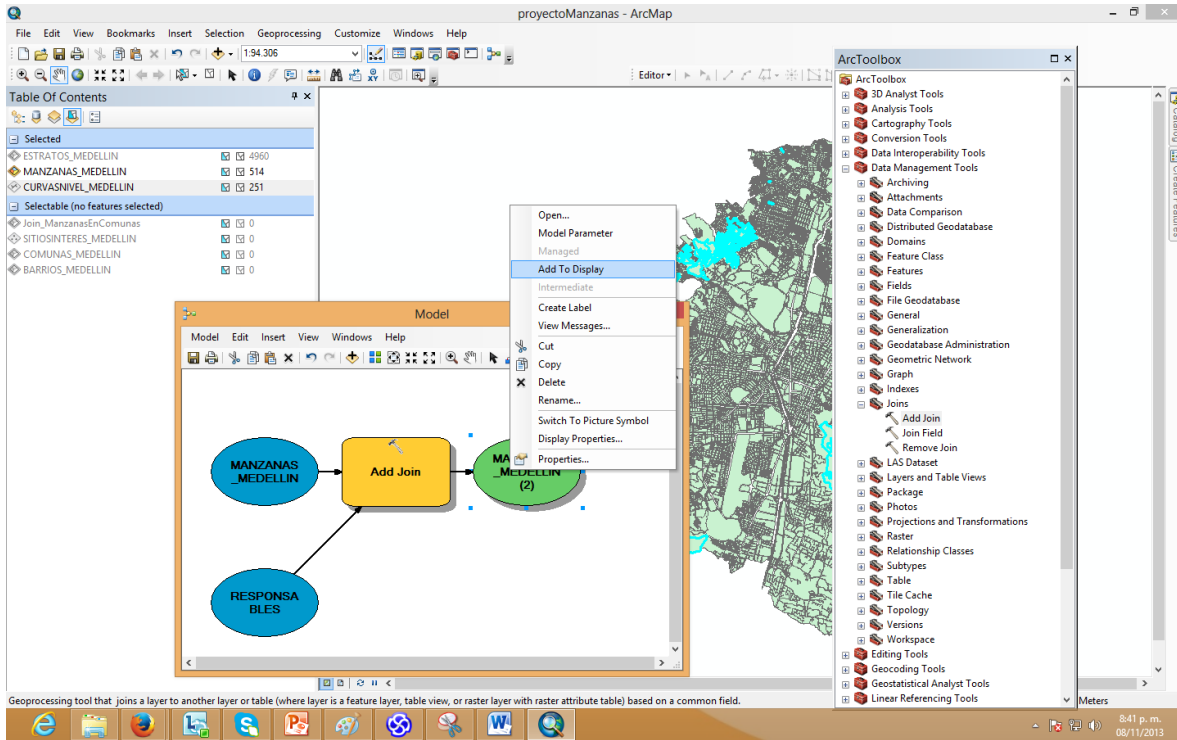 proyectoManzanas - ArcMap
File Edit View Bookmarks Insert Selection Geoprocessing Customize Windows Help
1:94.306
Editor
Table Of Contents
Selected
ESTRATOS_MEDELLIN 4960
MANZANAS_MEDELLIN 514
CURVASNIVEL_MEDELLIN 251
Selectable (no features selected)
Join_ManzanasEnComunas 0
SITIOSINTERES_MEDELLIN 0
COMUNAS_MEDELLIN 0
BARRIOS_MEDELLIN 0
Model
Model Edit Insert View Windows Help
MANZANAS
_MEDELLIN
Add Join
_MEDELLIN
(2)
RESPONSA
BLES
Open...
Model Parameter
Managed
Add To Display
Intermediate
Create Label
View Messages...
Cut
Copy
Delete
Rename...
Switch To Picture Symbol
Display Properties...
Properties...
ArcToolbox
ArcToolbox
3D Analyst Tools
Analysis Tools
Cartography Tools
Conversion Tools
Data Interoperability Tools
Data Management Tools
Archiving
Attachments
Data Comparison
Distributed Geodatabase
Domains
Feature Class
Features
Fields
File Geodatabase
General
Generalization
Geodatabase Administration
Geometric Network
Graph
Indexes
Joins
Add Join
Join Field
Remove Join
LAS Dataset
Layers and Table Views
Package
Photos
Projections and Transformations
Raster
Relationship Classes
Subtypes
Table
Tile Cache
Topology
Versions
Workspace
Editing Tools
Geocoding Tools
Geostatistical Analyst Tools
Linear Referencing Tools
Catalog
Create Features
Geoprocessing tool that joins a layer to another layer or table (where layer is a feature layer, table view, or raster layer with raster attribute table) based on a common field.
Meters
8:41 p. m.
08/11/2013